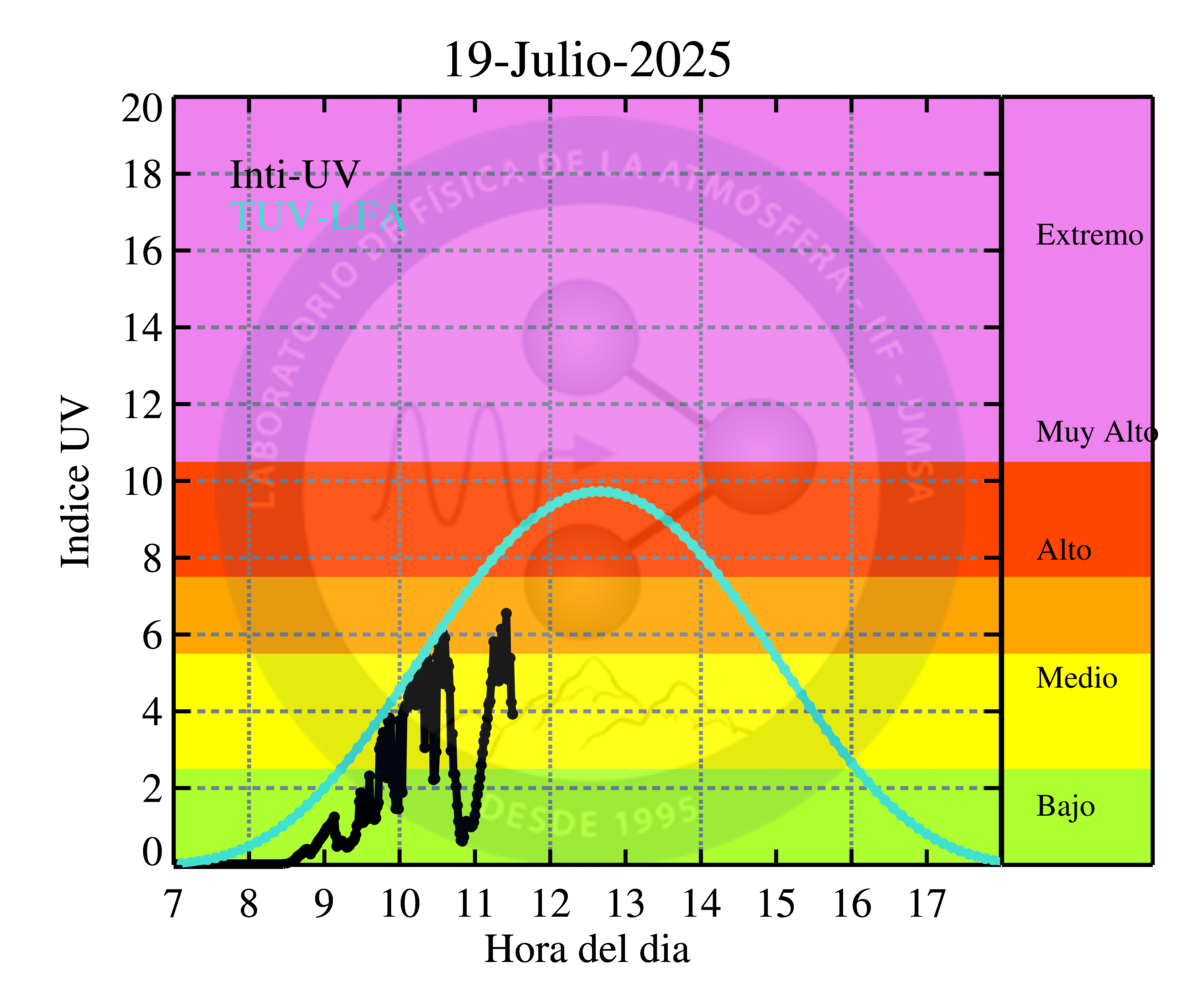 19-Julio-2025
Indice UV
20
18
16
14
12
10
8
6
4
2
0
Inti-UV
TUV-LFA
LABORATORIO DE FÍSICA DE LA ATMÓSFERA - IIF - UMSA
DESDE 1995
Extremo
Muy Alto
Alto
Medio
Bajo
7 8 9 10 11 12 13 14 15 16 17
Hora del dia